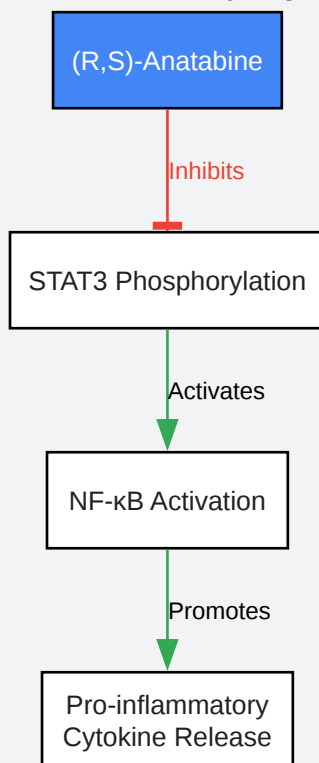 (R,S)-Anatabine
Inhibits
STAT3 Phosphorylation
Activates
NF-κB Activation
Promotes
Pro-inflammatory
Cytokine Release